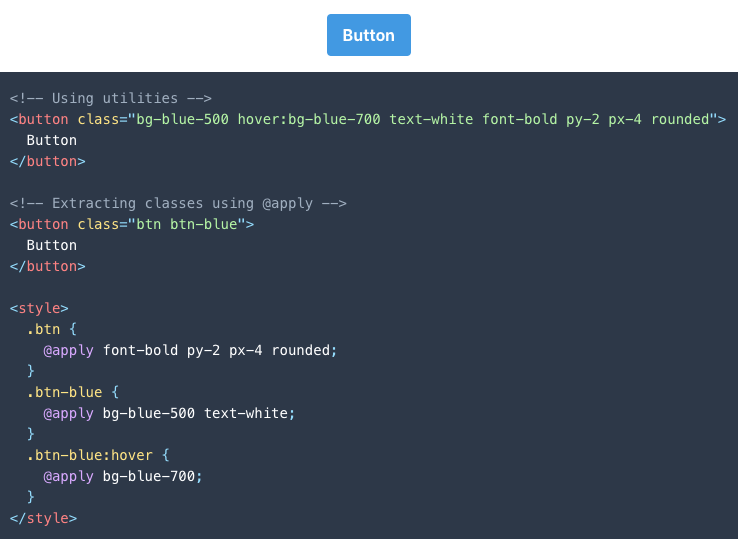 Button
<!-- Using utilities -->
<button class="bg-blue-500 hover:bg-blue-700 text-white font-bold py-2 px-4 rounded">
  Button
</button>

<!-- Extracting classes using @apply -->
<button class="btn btn-blue">
  Button
</button>

<style>
  .btn {
    @apply font-bold py-2 px-4 rounded;
  }
  .btn-blue {
    @apply bg-blue-500 text-white;
  }
  .btn-blue:hover {
    @apply bg-blue-700;
  }
</style>